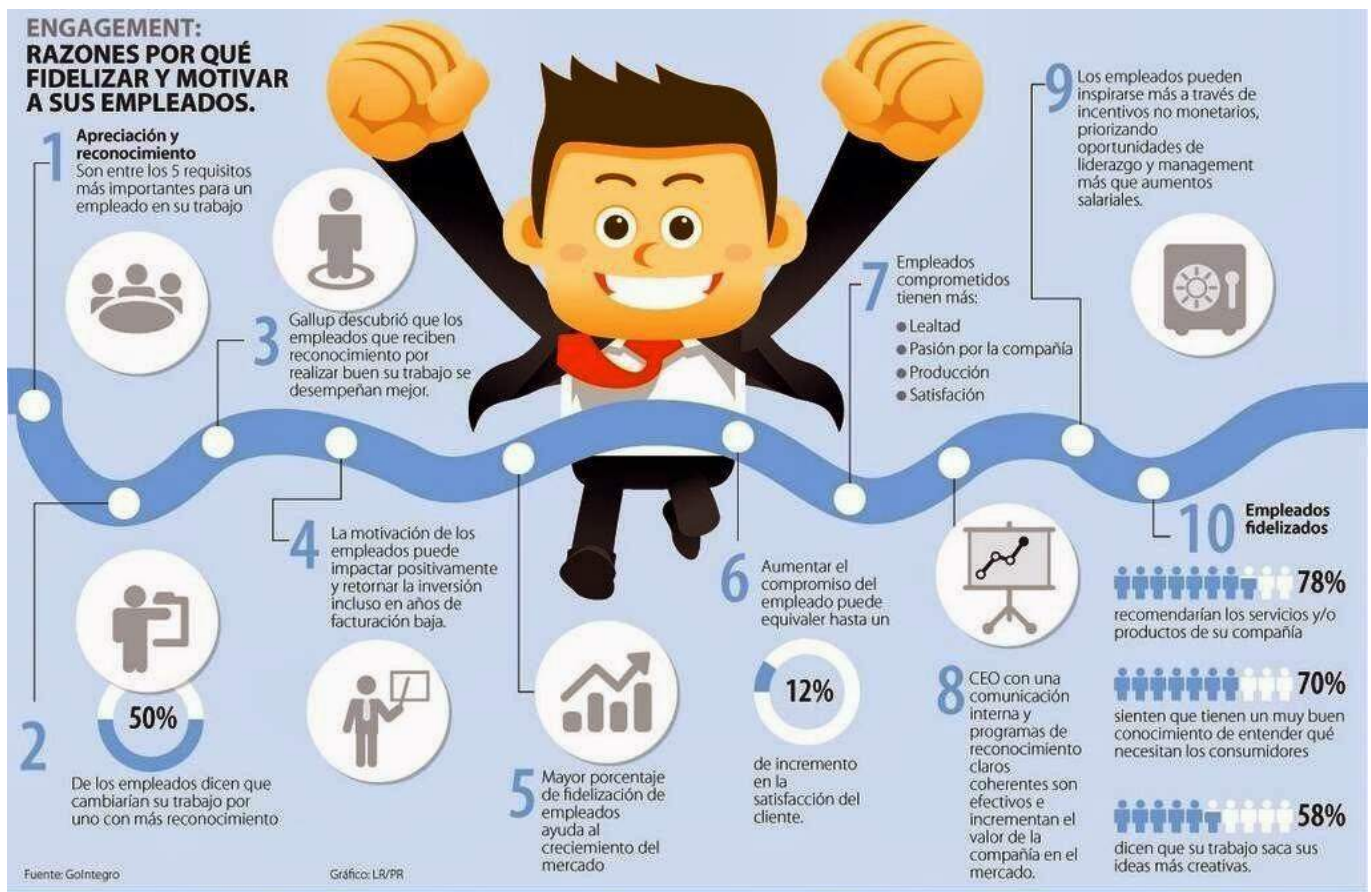 ENGAGEMENT:
RAZONES POR QUÉ
FIDELIZAR Y MOTIVAR
A SUS EMPLEADOS.
1
Apreciación y
reconocimiento
Son entre los 5 requisitos
más importantes para un
empleado en su trabajo
2
50%
De los empleados dicen que
cambiarían su trabajo por
uno con más reconocimiento
3
Gallup descubrió que los
empleados que reciben
reconocimiento por
realizar buen su trabajo se
desempeñan mejor.
4
La motivación de los
empleados puede
impactar positivamente
y retornar la inversión
incluso en años de
facturación baja.
5
Mayor porcentaje
de fidelización de
empleados
ayuda al
creciemiento del
mercado
6
Aumentar el
compromiso del
empleado puede
equivaler hasta un
12%
de incremento
en la
satisfacción del
cliente.
7
Empleados
comprometidos
tienen más:
● Lealtad
● Pasión por la compañía
● Producción
● Satisfacción
8
CEO con una
comunicación
interna y
programas de
reconocimiento
claros
coherentes son
efectivos e
incrementan el
valor de la
compañía en el
mercado.
9
Los empleados pueden
inspirarse más a través de
incentivos no monetarios,
priorizando
oportunidades de
liderazgo y management
más que aumentos
salariales.
10
Empleados
fidelizados
78%
recomendarían los servicios y/o
productos de su compañía
70%
sienten que tienen un muy buen
conocimiento de entender qué
necesitan los consumidores
58%
dicen que su trabajo saca sus
ideas más creativas.
Fuente: GoIntegro
Gráfico: LR/PR